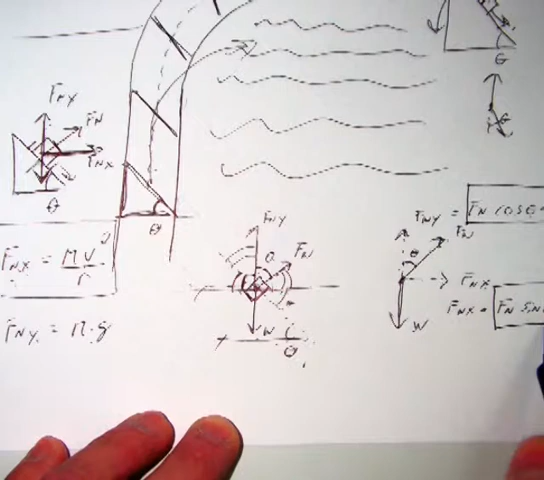 θ
FNY
FN
FNX
θ
θ
FNX = MV² / r
FNY = M·g
FNY
θ
FN
W
θ
FNY = FN cosθ
FN
θ
FNX
FNX = FN sin
W